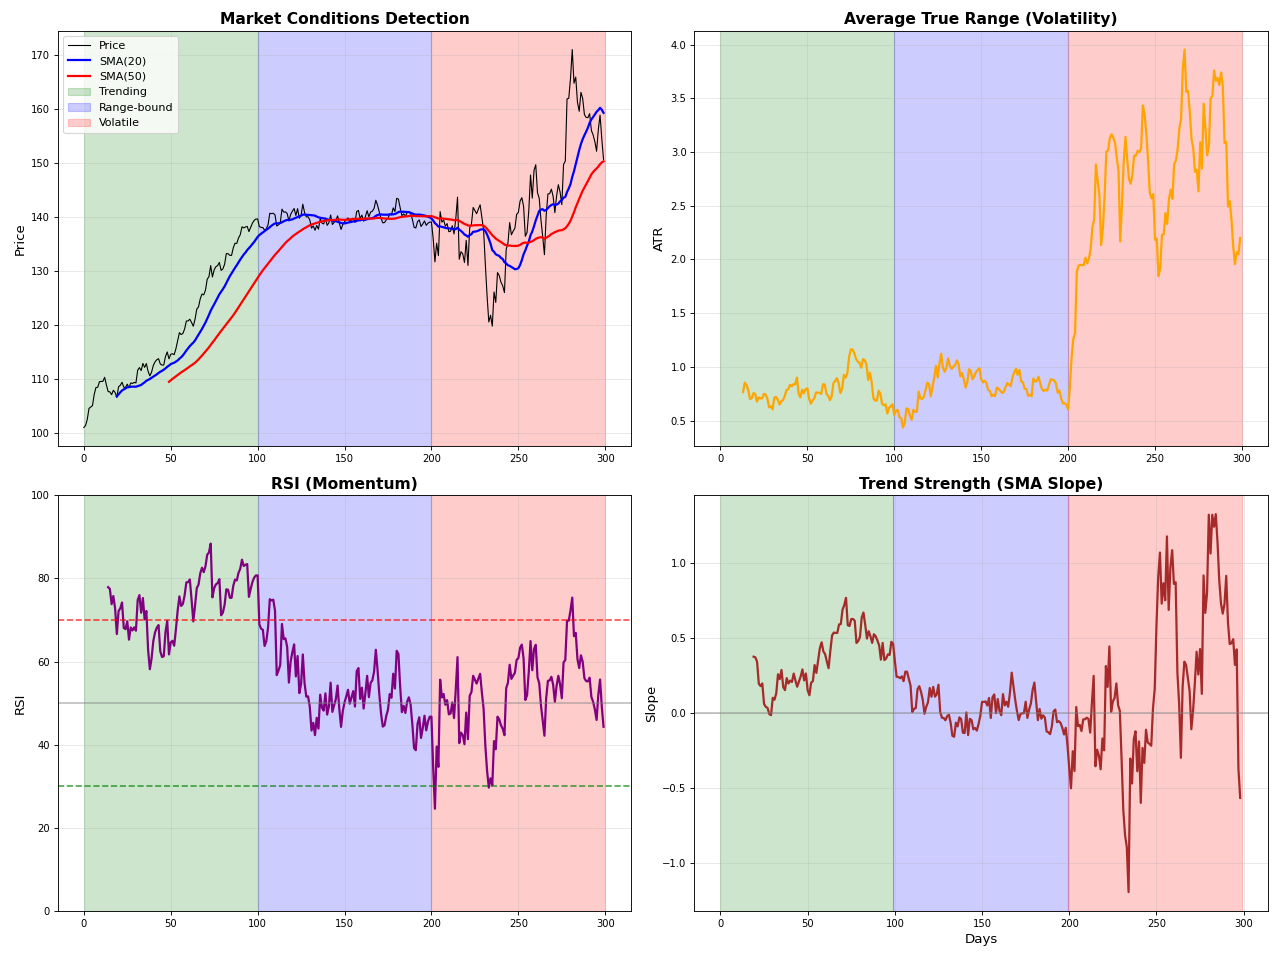 Market Conditions Detection
Price
SMA(20)
SMA(50)
Trending
Range-bound
Volatile
Price
170
160
150
140
130
120
110
100
0 50 100 150 200 250 300
Average True Range (Volatility)
ATR
4.0
3.5
3.0
2.5
2.0
1.5
1.0
0.5
0 50 100 150 200 250 300
RSI (Momentum)
RSI
100
80
60
40
20
0
0 50 100 150 200 250 300
Trend Strength (SMA Slope)
Slope
1.0
0.5
0.0
−0.5
−1.0
0 50 100 150 200 250 300
Days